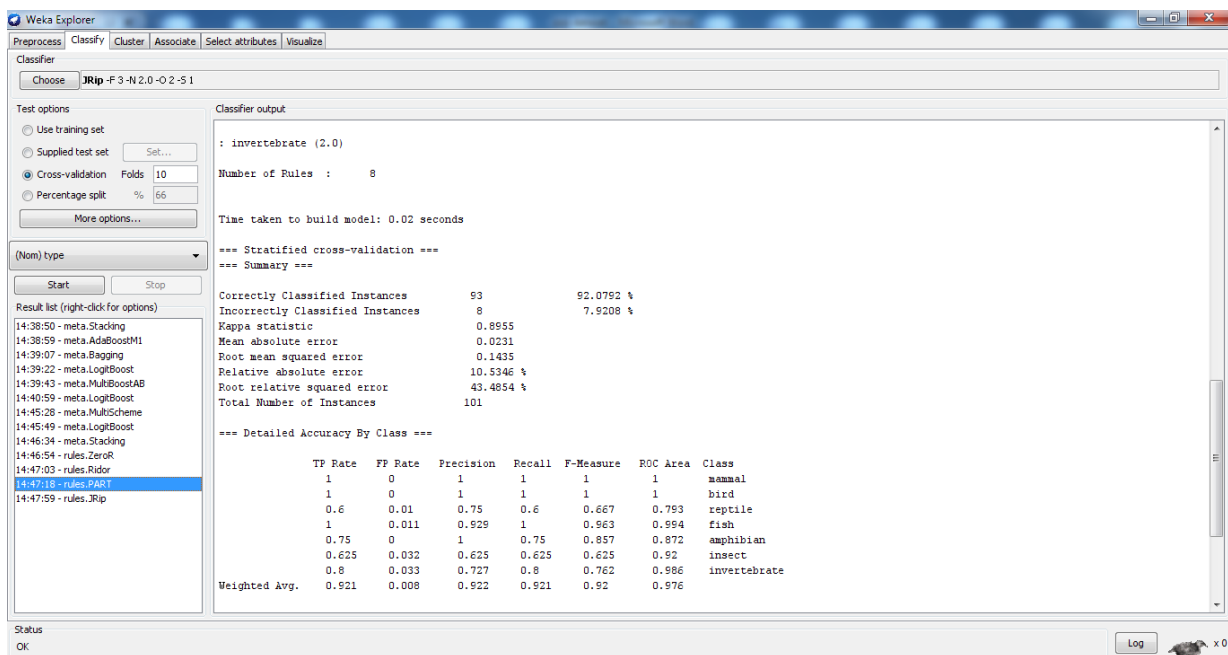 Weka Explorer
Preprocess Classify Cluster Associate Select attributes Visualize
Classifier
Choose JRip -F 3 -N 2.0 -O 2 -S 1
Test options
Use training set
Supplied test set Set...
Cross-validation Folds 10
Percentage split % 66
More options...
(Nom) type
Start Stop
Result list (right-click for options)
14:38:50 - meta.Stacking
14:38:59 - meta.AdaBoostM1
14:39:07 - meta.Bagging
14:39:22 - meta.LogitBoost
14:39:43 - meta.MultiBoostAB
14:40:59 - meta.LogitBoost
14:45:28 - meta.MultiScheme
14:45:49 - meta.LogitBoost
14:46:34 - meta.Stacking
14:46:54 - rules.ZeroR
14:47:03 - rules.Ridor
14:47:18 - rules.PART
14:47:59 - rules.JRip
Classifier output
: invertebrate (2.0)
Number of Rules : 8
Time taken to build model: 0.02 seconds
=== Stratified cross-validation ===
=== Summary ===
Correctly Classified Instances 93 92.0792 %
Incorrectly Classified Instances 8 7.9208 %
Kappa statistic 0.8955
Mean absolute error 0.0231
Root mean squared error 0.1435
Relative absolute error 10.5346 %
Root relative squared error 43.4854 %
Total Number of Instances 101
=== Detailed Accuracy By Class ===
TP Rate FP Rate Precision Recall F-Measure ROC Area Class
1 0 1 1 1 1 mammal
1 0 1 1 1 1 bird
0.6 0.01 0.75 0.6 0.667 0.793 reptile
1 0.011 0.929 1 0.963 0.994 fish
0.75 0 1 0.75 0.857 0.872 amphibian
0.625 0.032 0.625 0.625 0.625 0.92 insect
0.8 0.033 0.727 0.8 0.762 0.986 invertebrate
Weighted Avg. 0.921 0.008 0.922 0.921 0.92 0.976
Status
OK
Log
x 0